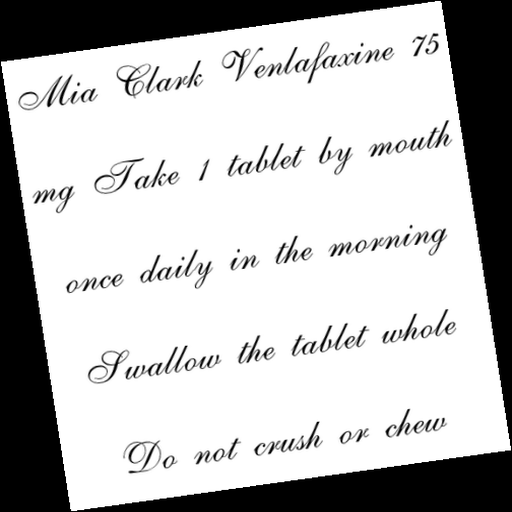 Mia Clark Venlafaxine 75
mg Take 1 tablet by mouth
once daily in the morning
Swallow the tablet whole
Do not crush or chew